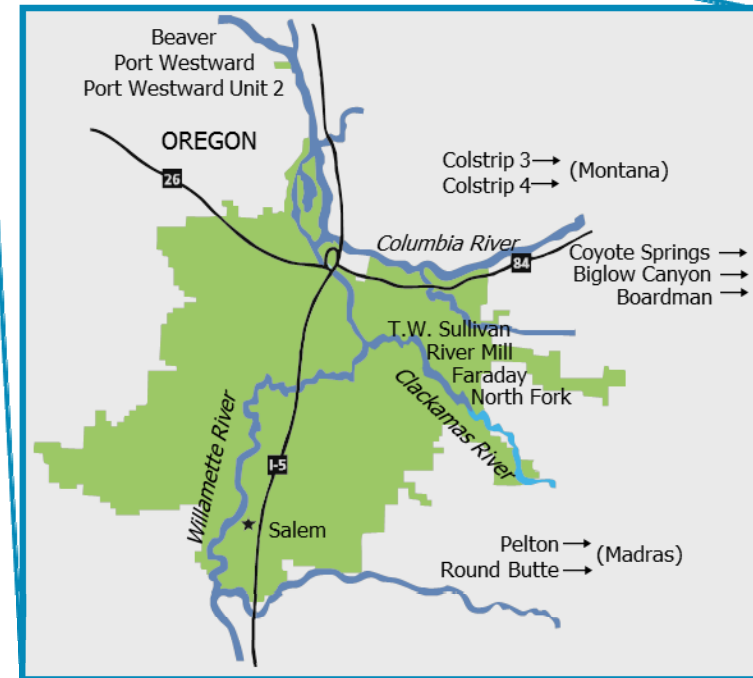 Beaver
Port Westward
Port Westward Unit 2
OREGON
26
Colstrip 3→
Colstrip 4→
(Montana)
Columbia River
84
Coyote Springs →
Biglow Canyon →
Boardman →
T.W. Sullivan
River Mill
Faraday
North Fork
Clackamas River
Willamette River
I-5
Salem
Pelton→
Round Butte→
(Madras)